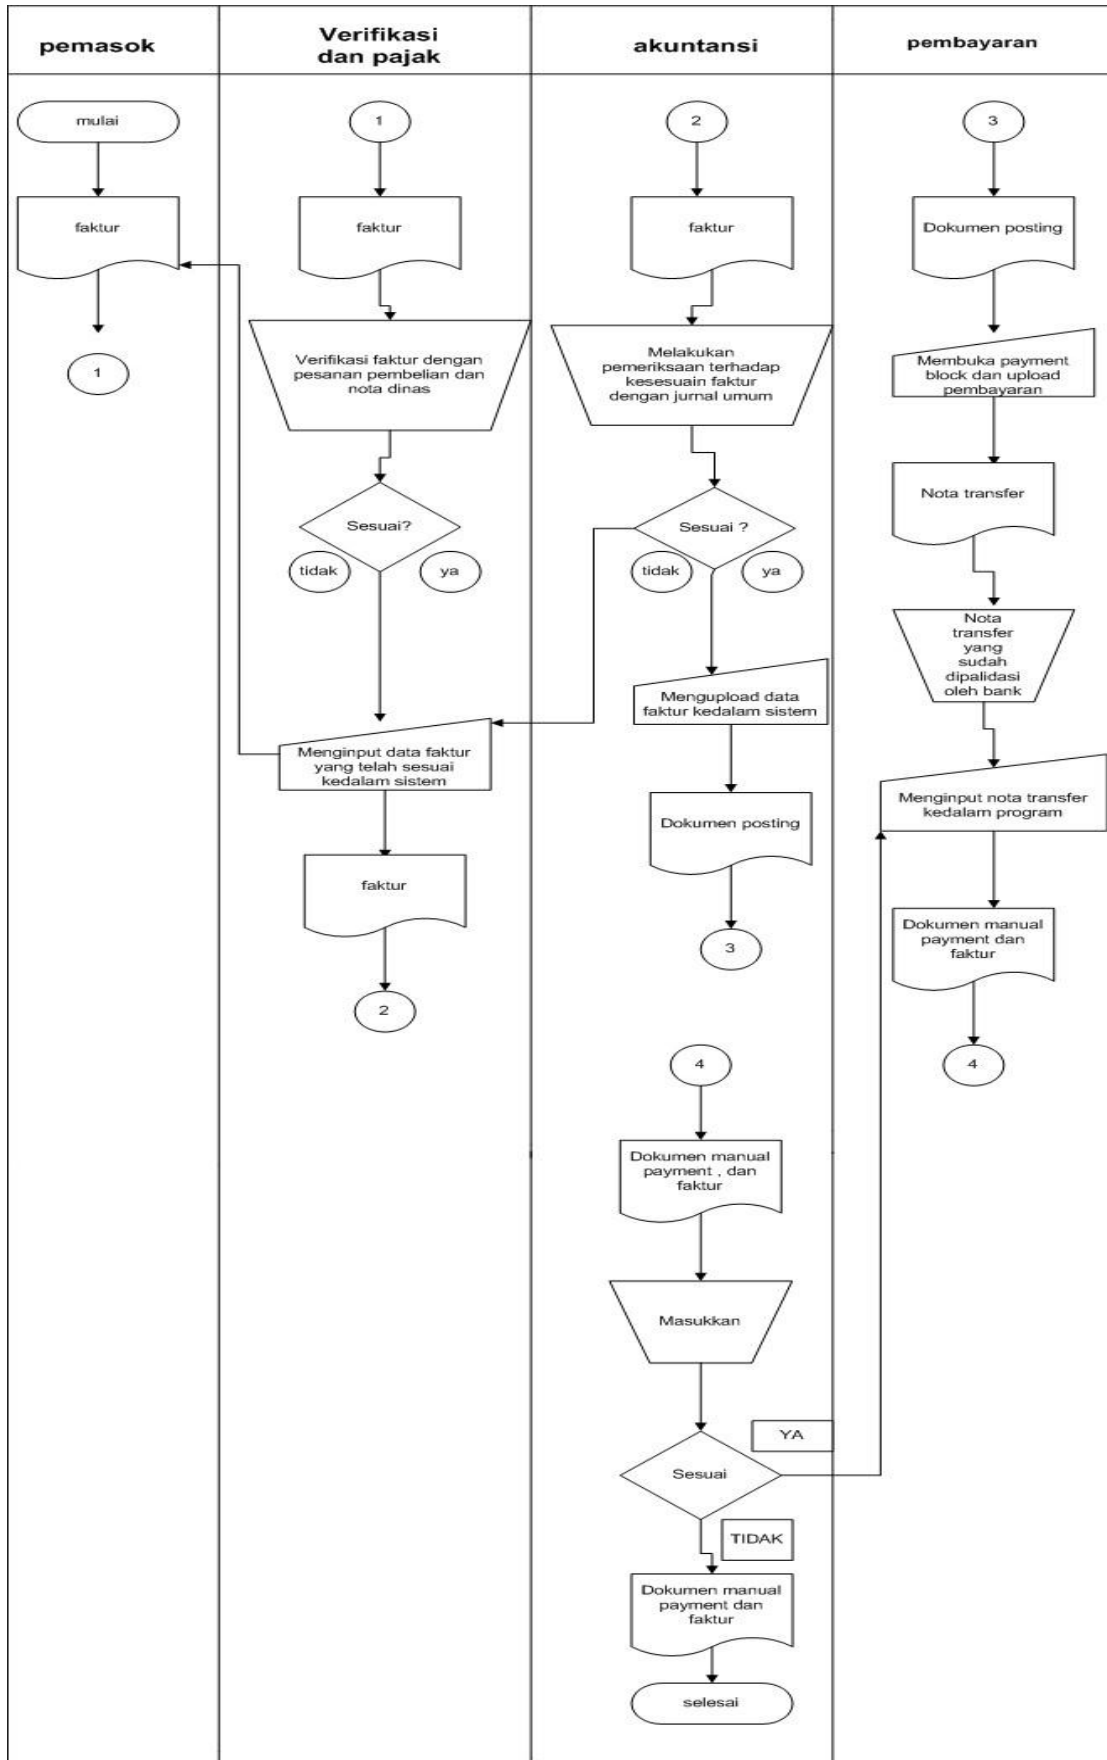 pemasok
Verifikasi
dan pajak
akuntansi
pembayaran
mulai
faktur
1
1
faktur
Verifikasi faktur dengan
pesanan pembelian dan
nota dinas
Sesuai?
tidak
ya
Menginput data faktur
yang telah sesuai
kedalam sistem
faktur
2
2
faktur
Melakukan
pemeriksaan terhadap
kesesuain faktur
dengan jurnal umum
Sesuai ?
tidak
ya
Mengupload data
faktur kedalam sistem
Dokumen posting
3
4
Dokumen manual
payment , dan
faktur
Masukkan
YA
Sesuai
TIDAK
Dokumen manual
payment dan
faktur
selesai
3
Dokumen posting
Membuka payment
block dan upload
pembayaran
Nota transfer
Nota
transfer
yang
sudah
dipalidasi
oleh bank
Menginput nota transfer
kedalam program
Dokumen manual
payment dan
faktur
4